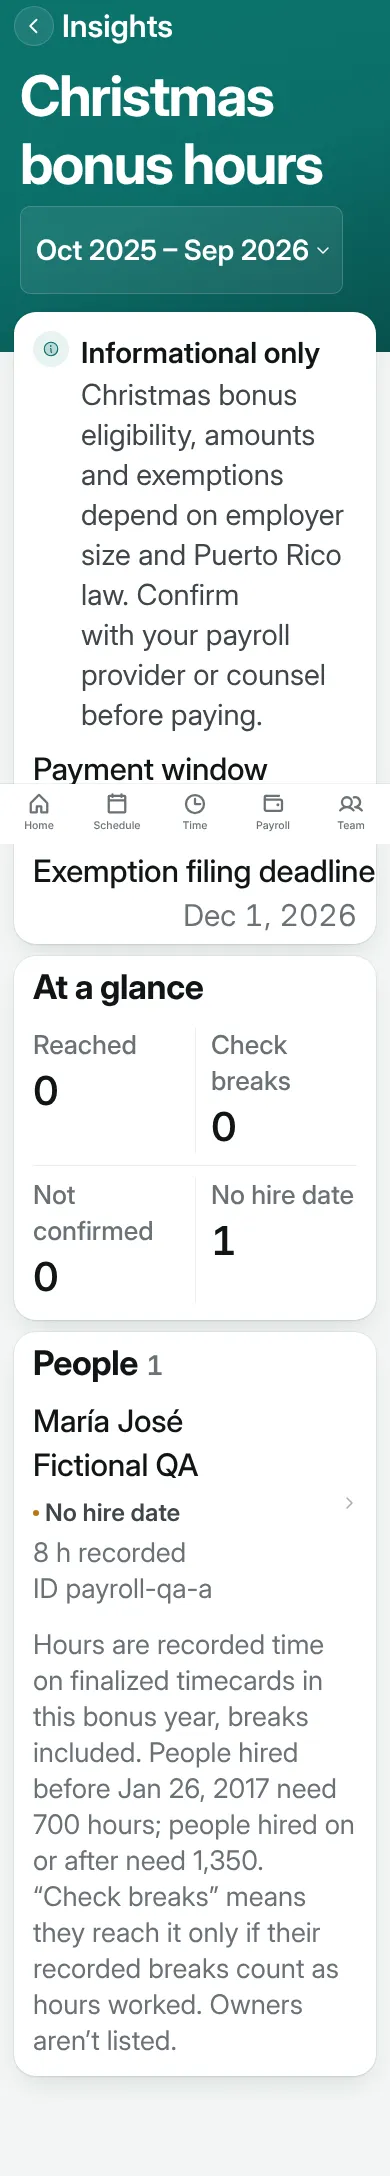 Insights
Christmas
bonus hours
Oct 2025 – Sep 2026
Informational only
Christmas bonus
eligibility, amounts
and exemptions
depend on employer
size and Puerto Rico
law. Confirm
with your payroll
provider or counsel
before paying.
Payment window
Home
Schedule
Time
Payroll
Team
Exemption filing deadline
Dec 1, 2026
At a glance
Reached
0
Check
breaks
0
Not
confirmed
0
No hire date
1
People 1
María José
Fictional QA
No hire date
8 h recorded
ID payroll-qa-a
Hours are recorded time
on finalized timecards in
this bonus year, breaks
included. People hired
before Jan 26, 2017 need
700 hours; people hired on
or after need 1,350.
“Check breaks” means
they reach it only if their
recorded breaks count as
hours worked. Owners
aren’t listed.